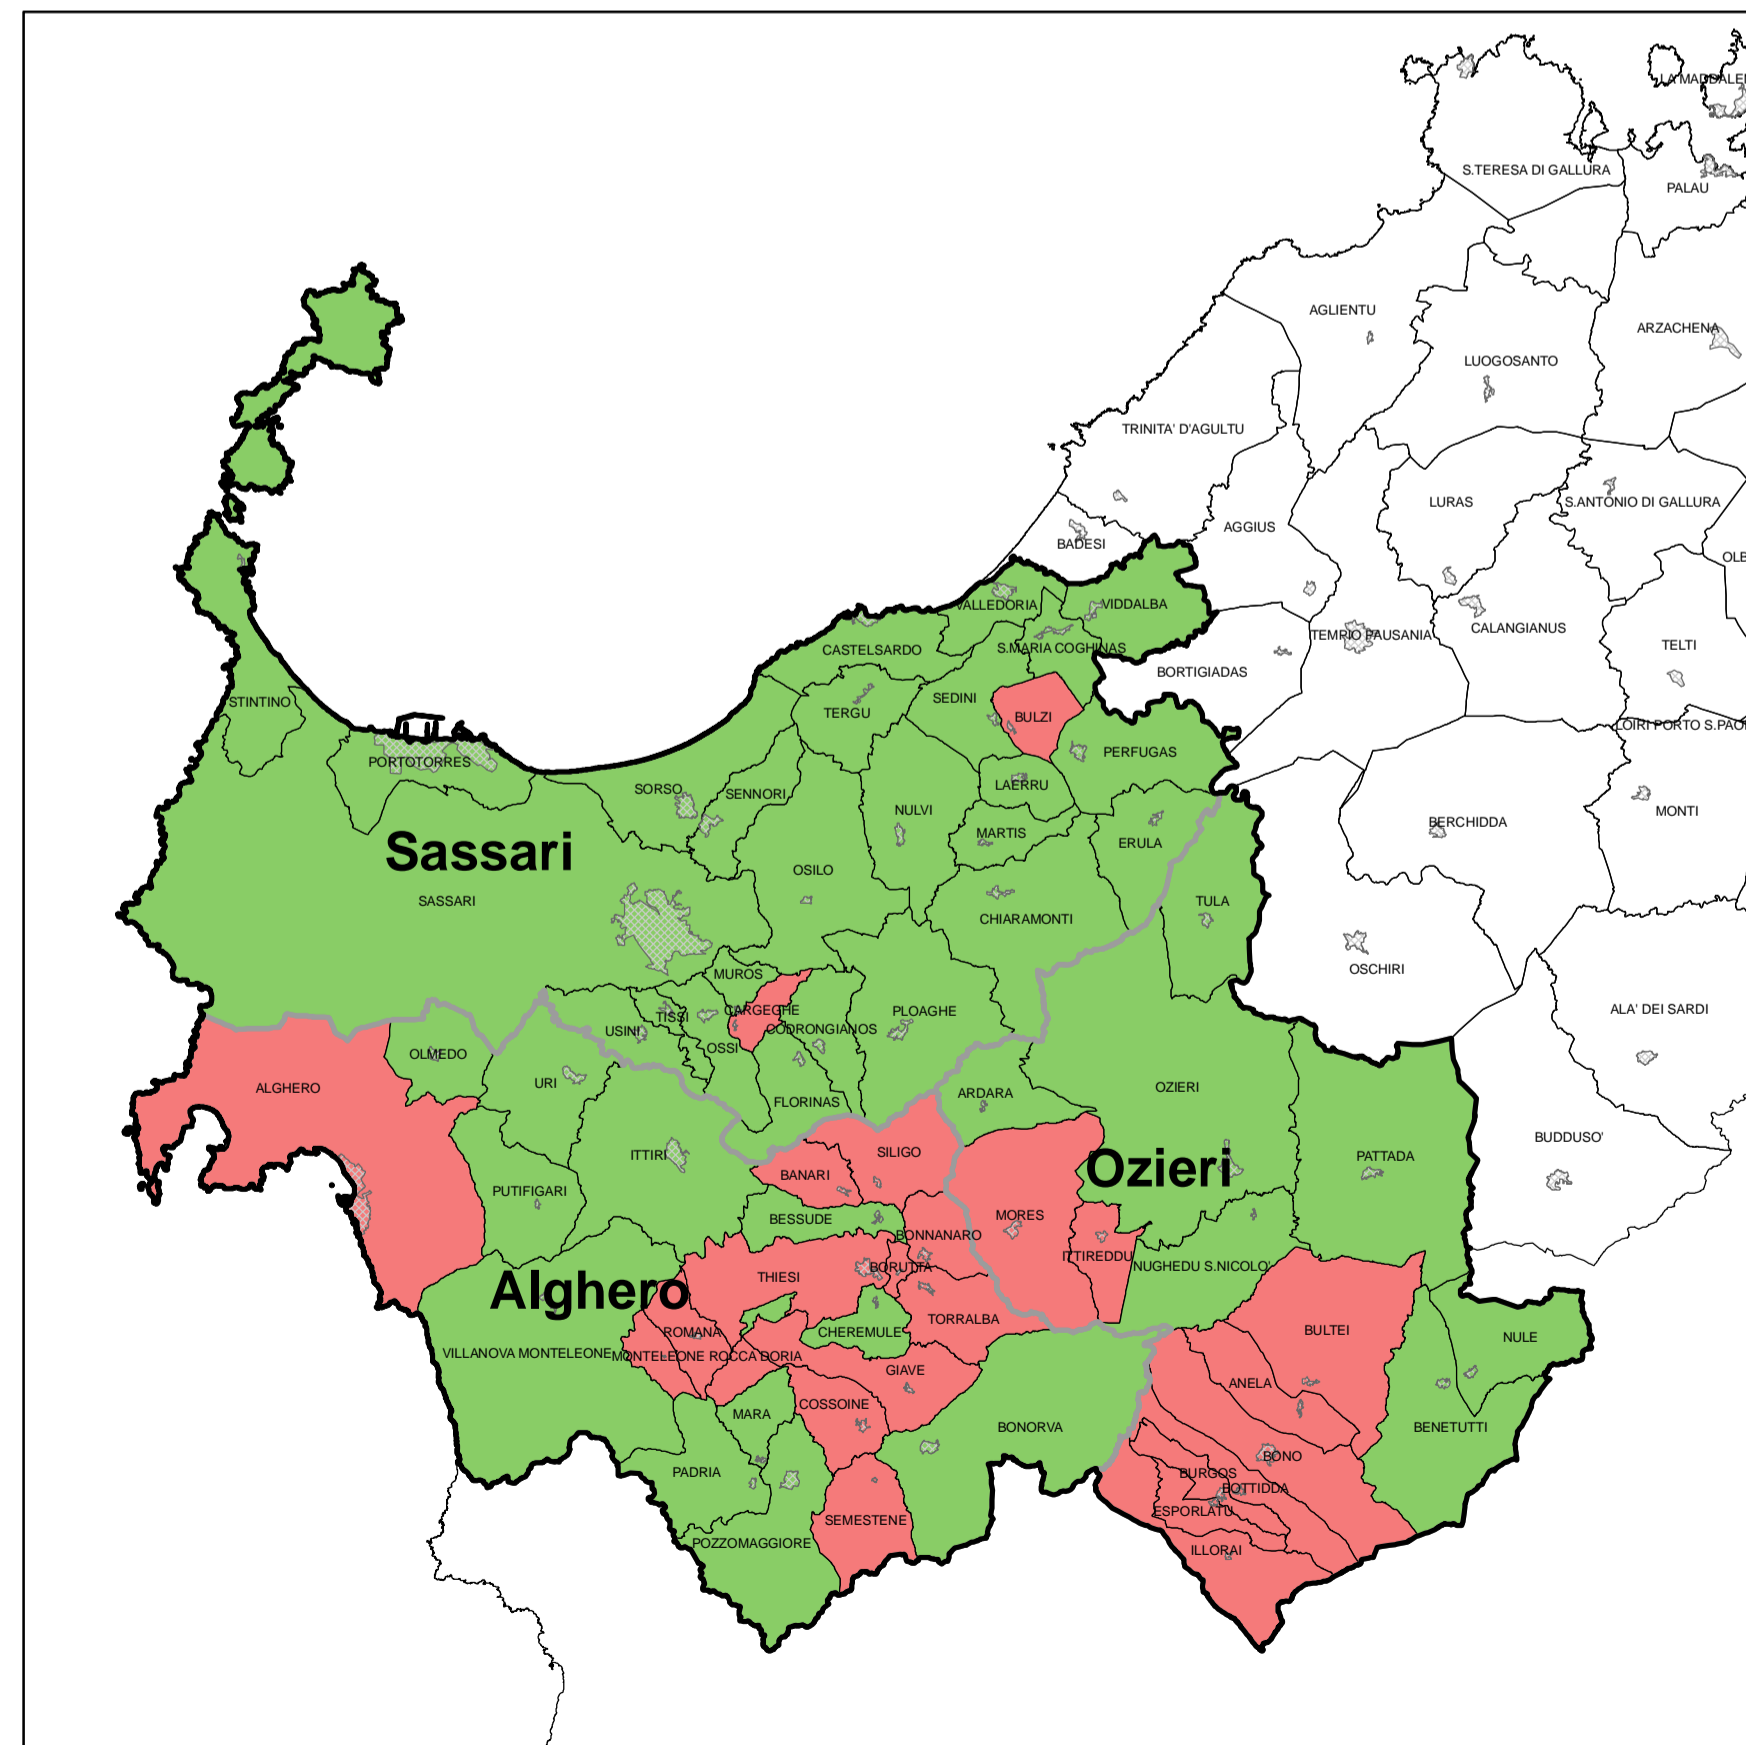 LA MADDALE
S.TERESA DI GALLURA
PALAU
AGLIENTU
ARZACHENA
LUOGOSANTO
TRINITA' D'AGULTU
LURAS
S.ANTONIO DI GALLURA
AGGIUS
BADESI
OLB
VALLEDORIA
VIDDALBA
CALANGIANUS
TEMPIO PAUSANIA
TELTI
CASTELSARDO
S.MARIA COGHINAS
BORTIGIADAS
STINTINO
SEDINI
TERGU
BULZI
LOIRI PORTO S.PAO
PERFUGAS
PORTOTORRES
LAERRU
SORSO
SENNORI
NULVI
MONTI
BERCHIDDA
MARTIS
ERULA
Sassari
OSILO
SASSARI
TULA
CHIARAMONTI
OSCHIRI
MUROS
CARGEGHE
PLOAGHE
ALA' DEI SARDI
TISSI
USINI
CODRONGIANOS
OSSI
OLMEDO
URI
ALGHERO
OZIERI
ARDARA
FLORINAS
BUDDUSO'
ITTIRI
SILIGO
PATTADA
Ozieri
BANARI
PUTIFIGARI
BESSUDE
MORES
BONNANARO
ITTIREDDU
NUGHEDU S.NICOLO'
BORUTTA
THIESI
Alghero
TORRALBA
ROMANA
CHEREMULE
BULTEI
NULE
VILLANOVA MONTELEONE
MONTELEONE ROCCA DORIA
GIAVE
ANELA
COSSOINE
MARA
BONORVA
BENETUTTI
BONO
PADRIA
BURGOS
BOTTIDDA
ESPORLATU
SEMESTENE
POZZOMAGGIORE
ILLORAI